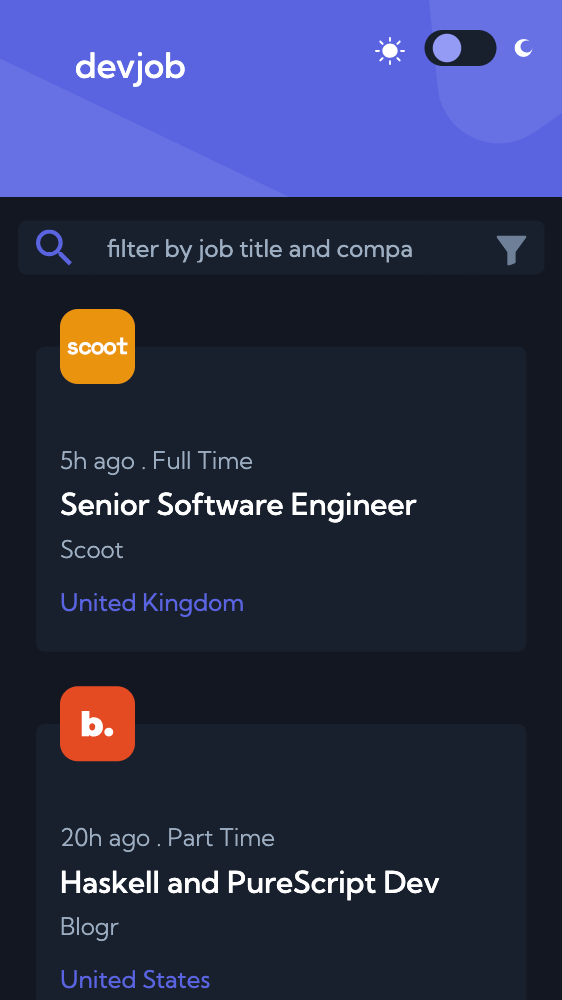 devjob
filter by job title and compa
scoot
5h ago . Full Time
Senior Software Engineer
Scoot
United Kingdom
b.
20h ago . Part Time
Haskell and PureScript Dev
Blogr
United States